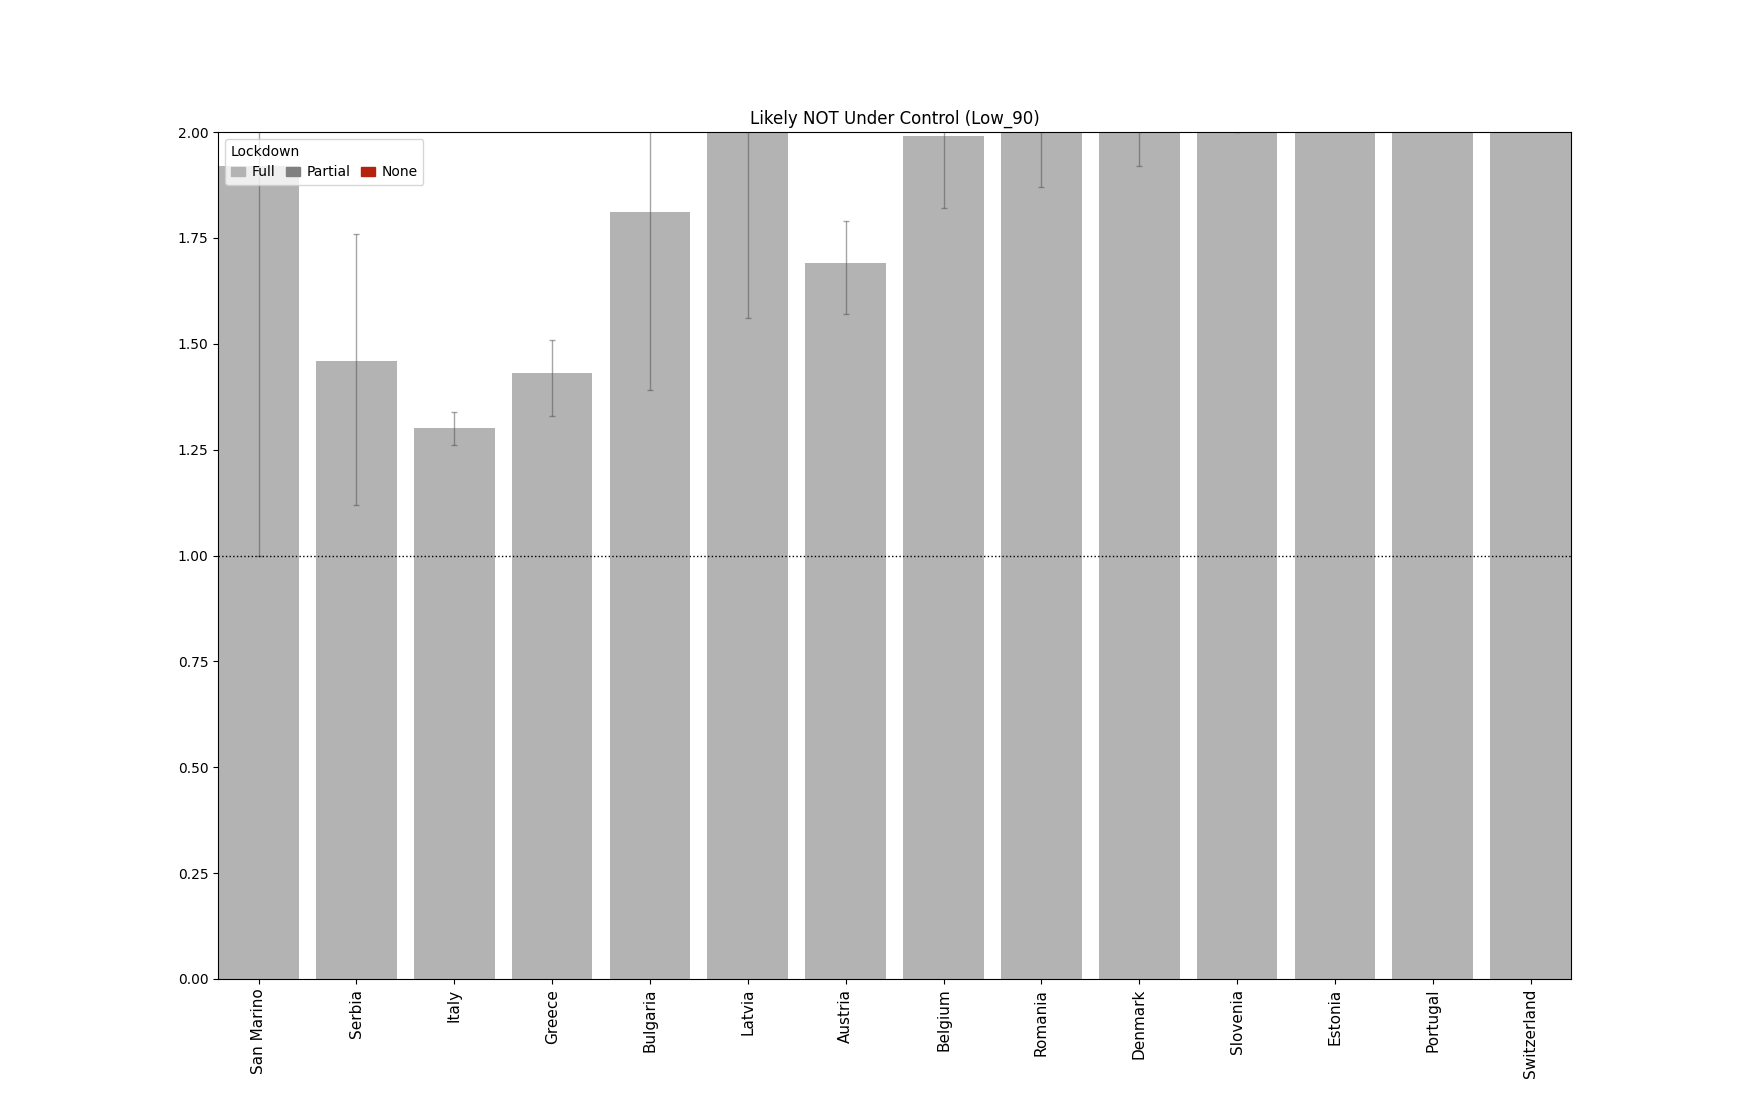 Likely NOT Under Control (Low_90)
Lockdown
Full Partial None
2.00
1.75
1.50
1.25
1.00
0.75
0.50
0.25
0.00
San Marino
Serbia
Italy
Greece
Bulgaria
Latvia
Austria
Belgium
Romania
Denmark
Slovenia
Estonia
Portugal
Switzerland